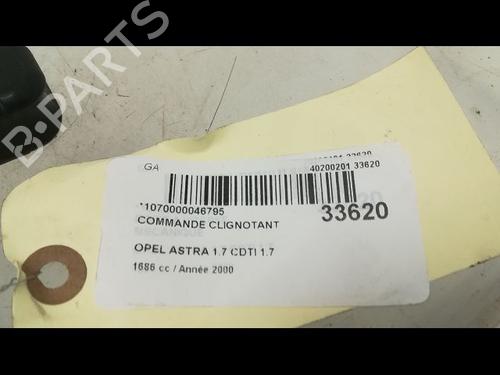 B-PARTS
GA
40200201 33620
*1070000046795
33620
COMMANDE CLIGNOTANT
OPEL ASTRA 1.7 CDTI 1.7
1686 cc / Année 2000